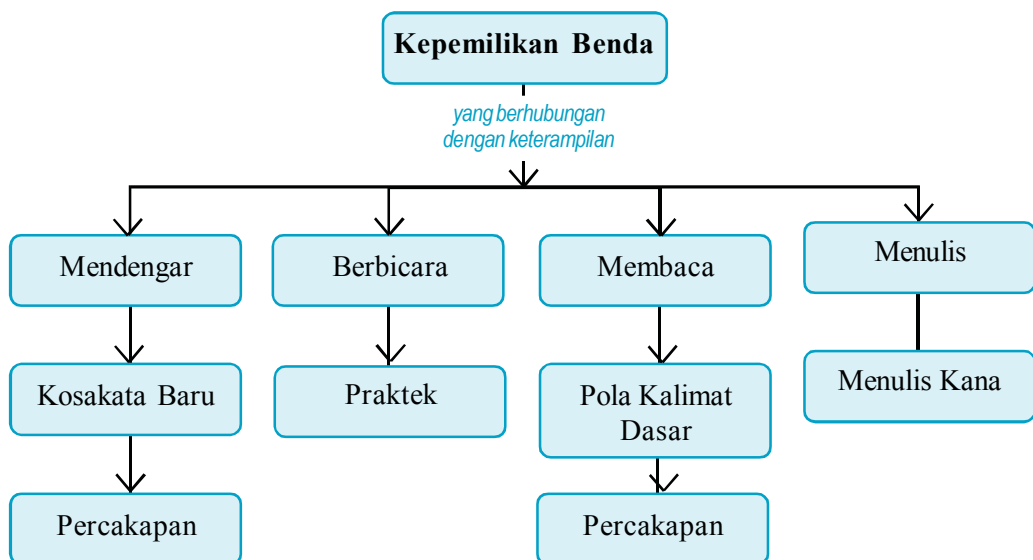 Kepemilikan Benda
yang berhubungan
dengan keterampilan
Mendengar
Berbicara
Membaca
Menulis
Kosakata Baru
Praktek
Pola Kalimat
Dasar
Menulis Kana
Percakapan
Percakapan